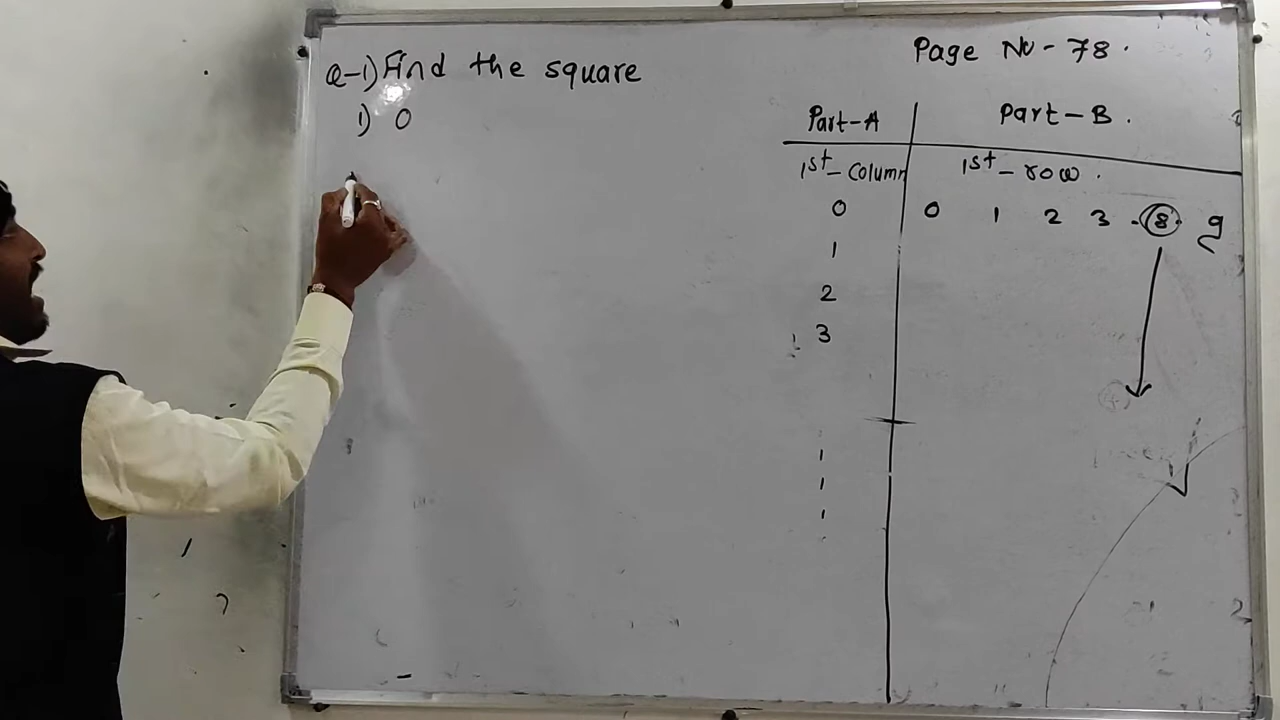 Q-1) Find the square
1) 0
Page No - 78.
Part-A Part-B.
1st-Column 1st-row.
0 0 1 2 3 - 8 - 9
1
2
3